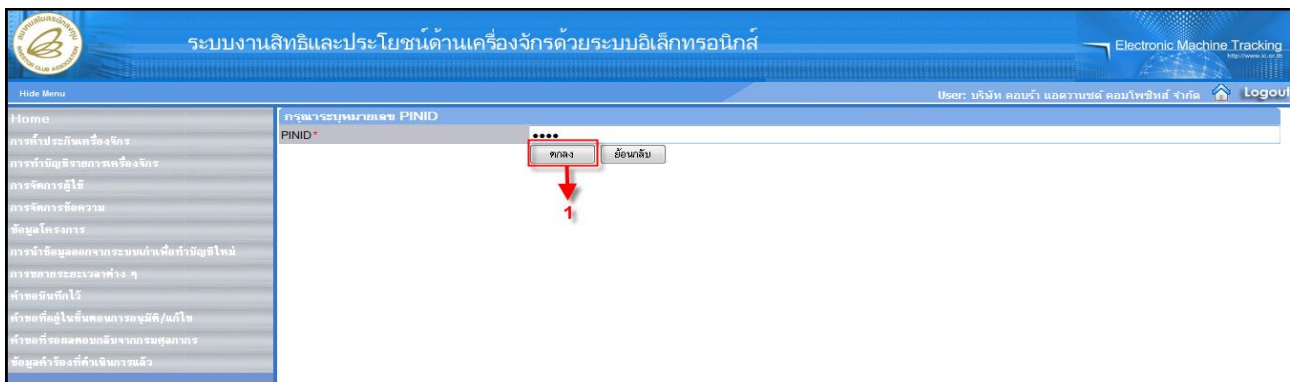 ระบบงานสิทธิและประโยชน์ด้านเครื่องจักรด้วยระบบอิเล็กทรอนิกส์
Electronic Machine Tracking
http://www.ic.or.th
Hide Menu
User: บริษัท คอบร้า แอดวานซด์ คอมโพซิทส์ จำกัด
Logout
Home
การค้ำประกันเครื่องจักร
การทำบัญชีรายการเครื่องจักร
การจัดการผู้ใช้
การจัดการข้อความ
ข้อมูลโครงการ
การนำข้อมูลออกจากระบบเก่าเพื่อทำบัญชีใหม่
การขยายระยะเวลาต่าง ๆ
คำขอบันทึกไว้
คำขอที่อยู่ในขั้นตอนการอนุมัติ/แก้ไข
คำขอที่รอผลตอบกลับจากกรมศุลกากร
ข้อมูลคำร้องที่ดำเนินการแล้ว
กรุณาระบุหมายเลข PINID
PINID* ••••
ตกลง ย้อนกลับ
1